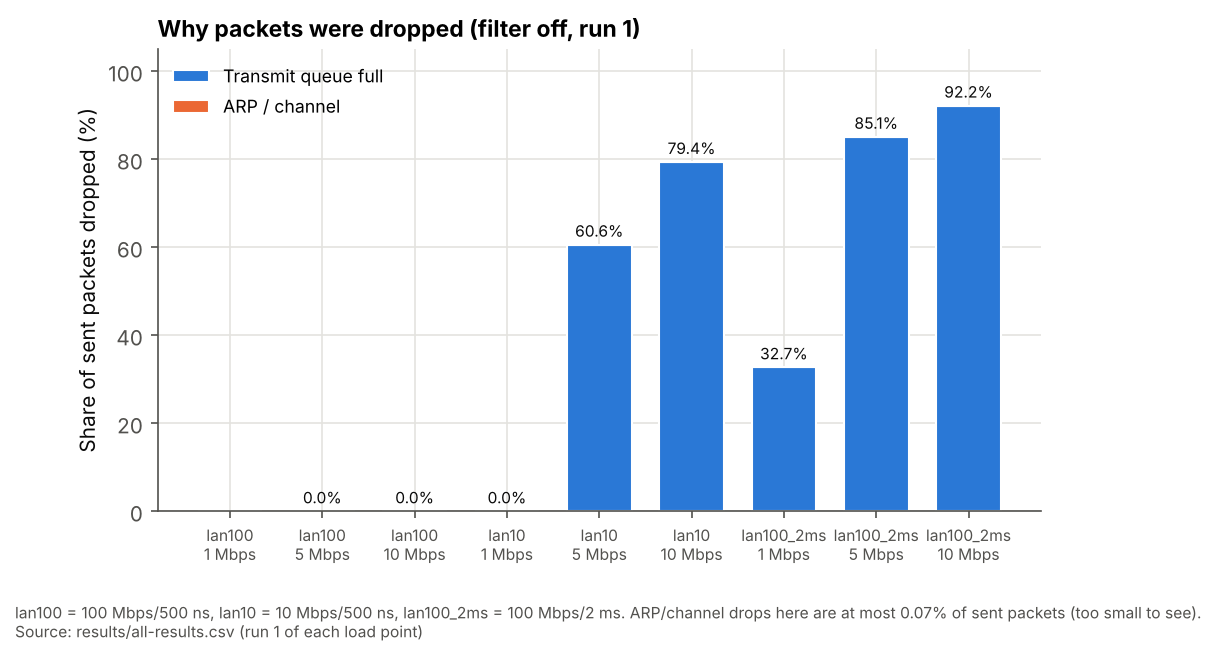 Why packets were dropped (filter off, run 1)
Transmit queue full
ARP / channel
Share of sent packets dropped (%)
100
80
60
40
20
0
0.0%
0.0%
0.0%
60.6%
79.4%
32.7%
85.1%
92.2%
lan100
1 Mbps
lan100
5 Mbps
lan100
10 Mbps
lan10
1 Mbps
lan10
5 Mbps
lan10
10 Mbps
lan100_2ms
1 Mbps
lan100_2ms
5 Mbps
lan100_2ms
10 Mbps
lan100 = 100 Mbps/500 ns, lan10 = 10 Mbps/500 ns, lan100_2ms = 100 Mbps/2 ms. ARP/channel drops here are at most 0.07% of sent packets (too small to see).
Source: results/all-results.csv (run 1 of each load point)